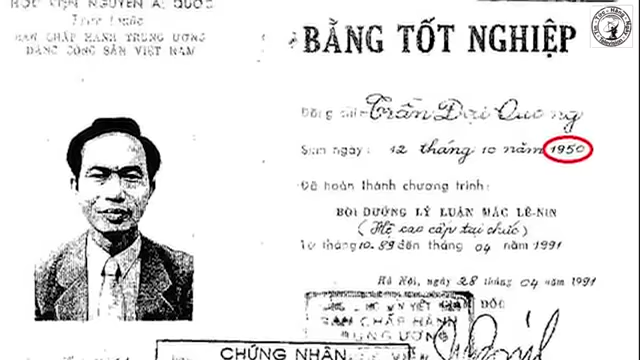 HỌC VIỆN NGUYỄN ÁI QUỐC
Trực thuộc
BAN CHẤP HÀNH TRUNG ƯƠNG
ĐẢNG CỘNG SẢN VIỆT NAM
BẰNG TỐT NGHIỆP
Đồng chí Trần Đại Quang
Sinh ngày: 12 tháng 10 năm 1950
Đã hoàn thành chương trình:
BỒI DƯỠNG LÝ LUẬN MÁC LÊ-NIN
(Hệ cao cấp tại chức)
Từ tháng 10.89 đến tháng 04 năm 1991
Hà Nội, ngày 28 tháng 04 năm 1991
GIÁM ĐỐC
BAN CHẤP HÀNH
TRUNG ƯƠNG
CHỨNG NHẬN